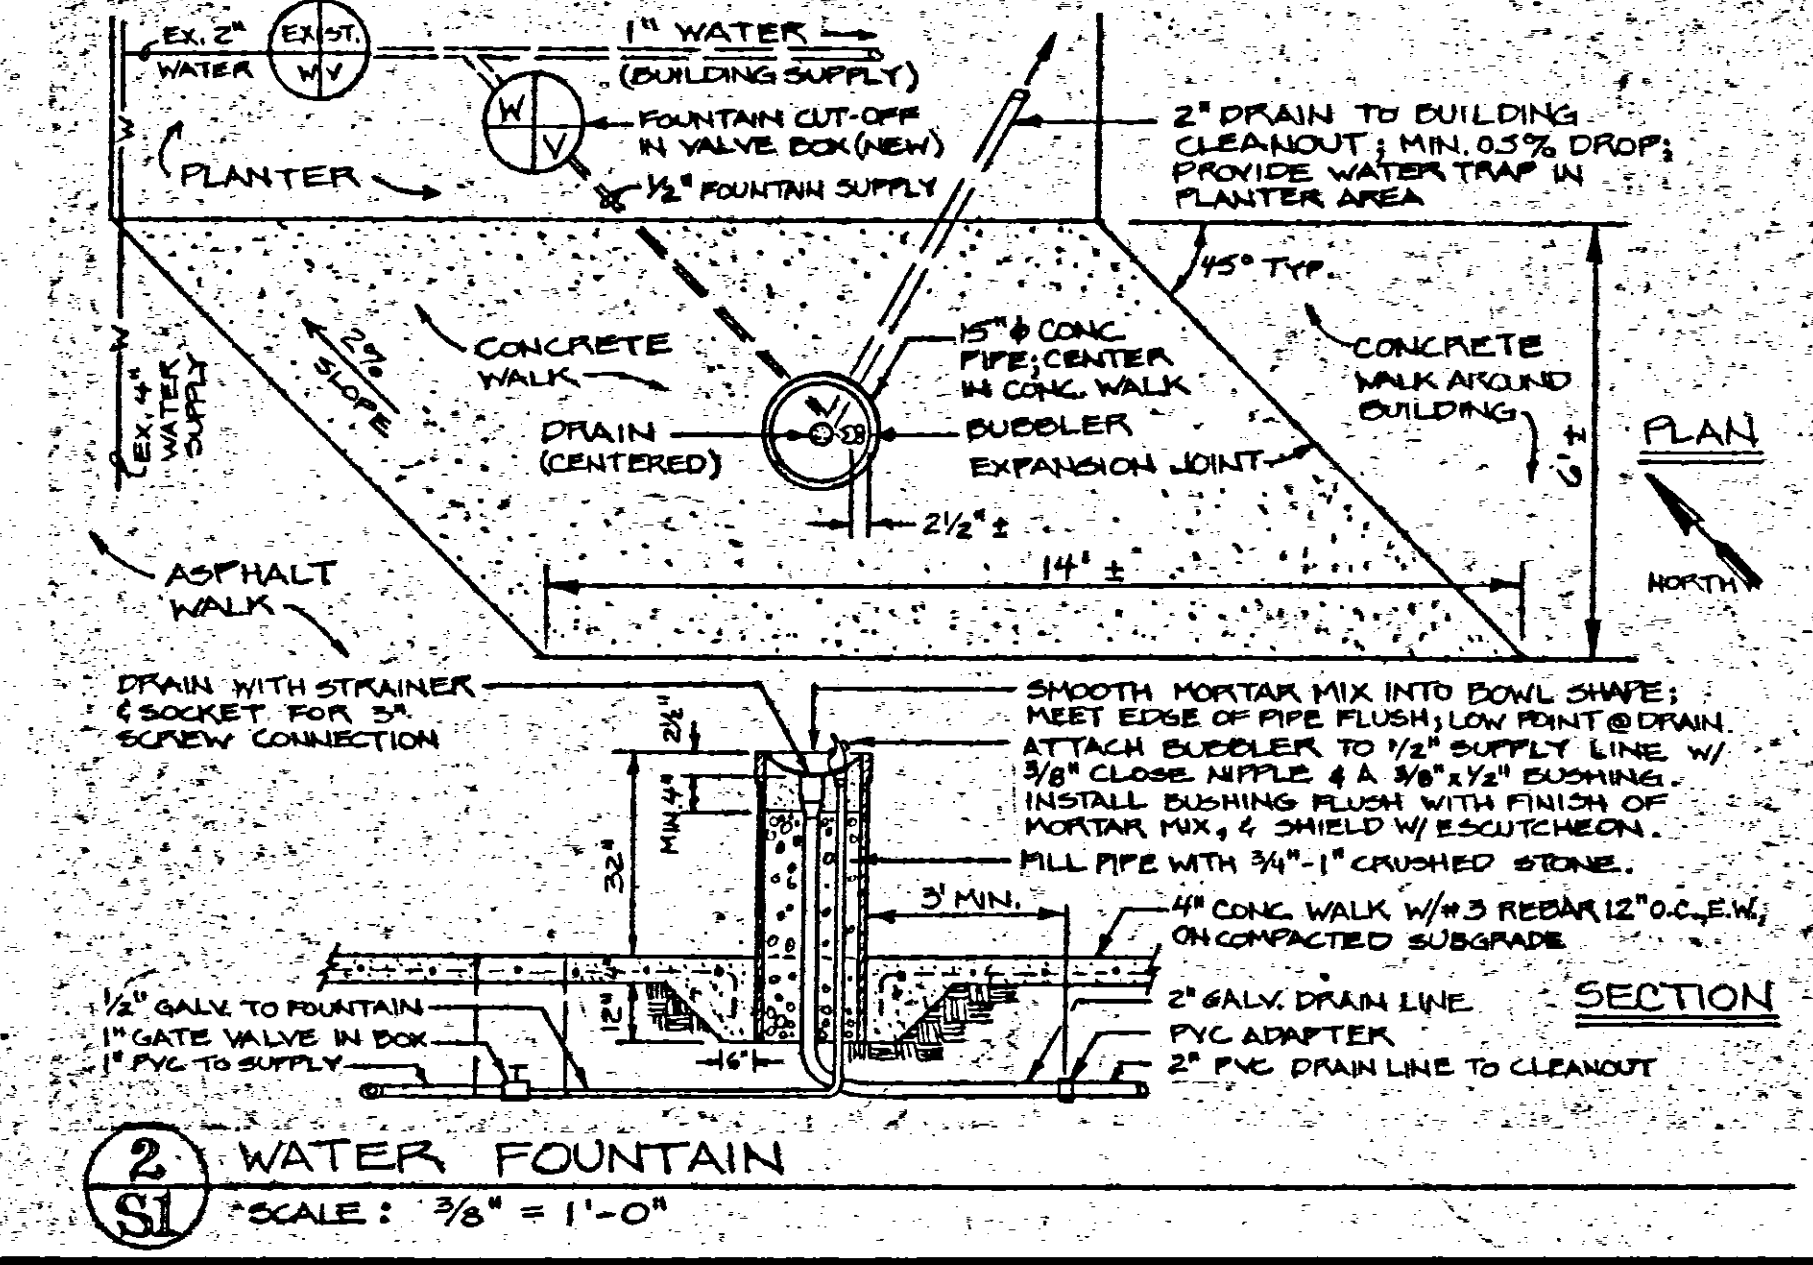 EX. 2"
WATER
EXIST.
WV
1" WATER
(BUILDING SUPPLY)
W
V
FOUNTAIN CUT-OFF
IN VALVE BOX (NEW)
W
PLANTER
1/2" FOUNTAIN SUPPLY
2" DRAIN TO BUILDING
CLEANOUT; MIN. 0.5% DROP;
PROVIDE WATER TRAP IN
PLANTER AREA
45° TYP.
W
EX. 4"
WATER
SUPPLY
2%
SLOPE
CONCRETE
WALK
15"ϕ CONC.
PIPE; CENTER
IN CONC. WALK
CONCRETE
WALK AROUND
BUILDING
DRAIN
(CENTERED)
BUBBLER
EXPANSION JOINT
6' ±
PLAN
2 1/2" ±
14' ±
NORTH
ASPHALT
WALK
DRAIN WITH STRAINER
& SOCKET FOR 3"
SCREW CONNECTION
2½"
MIN. 4"
32"
SMOOTH MORTAR MIX INTO BOWL SHAPE;
MEET EDGE OF PIPE FLUSH; LOW POINT @ DRAIN
ATTACH BUBBLER TO 1/2" SUPPLY LINE W/
3/8" CLOSE NIPPLE & A 3/8" x 1/2" BUSHING.
INSTALL BUSHING FLUSH WITH FINISH OF
MORTAR MIX, & SHIELD W/ ESCUTCHEON.
FILL PIPE WITH 3/4"-1" CRUSHED STONE.
3' MIN.
4" CONC. WALK W/#3 REBAR 12" O.C., E.W.,
ON COMPACTED SUBGRADE
1/2" GALV. TO FOUNTAIN
1" GATE VALVE IN BOX
1" PVC TO SUPPLY
12"
6"
2" GALV. DRAIN LINE
PVC ADAPTER
2" PVC DRAIN LINE TO CLEANOUT
SECTION
2
S1
WATER FOUNTAIN
SCALE: 3/8" = 1'-0"